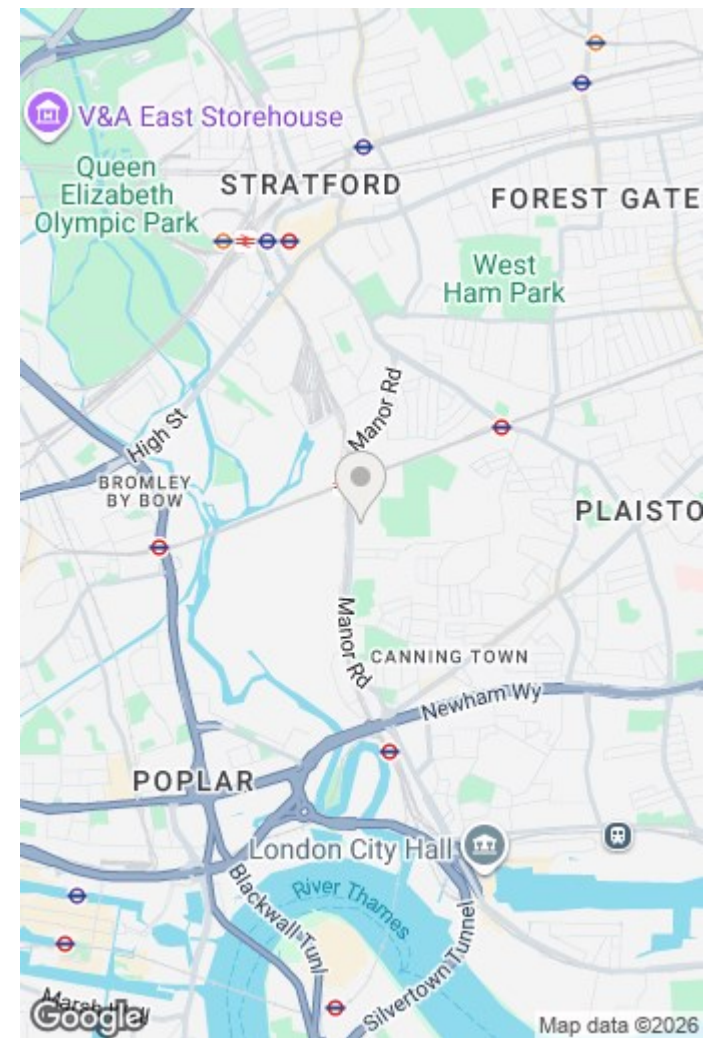 V&A East Storehouse
Queen
Elizabeth
Olympic Park
STRATFORD
FOREST GATE
West
Ham Park
Manor Rd
High St
BROMLEY
BY BOW
PLAISTO
Manor Rd
CANNING TOWN
Newham Wy
POPLAR
London City Hall
River Thames
Blackwall Tunl
Silvertown Tunnel
Google
Map data ©2026